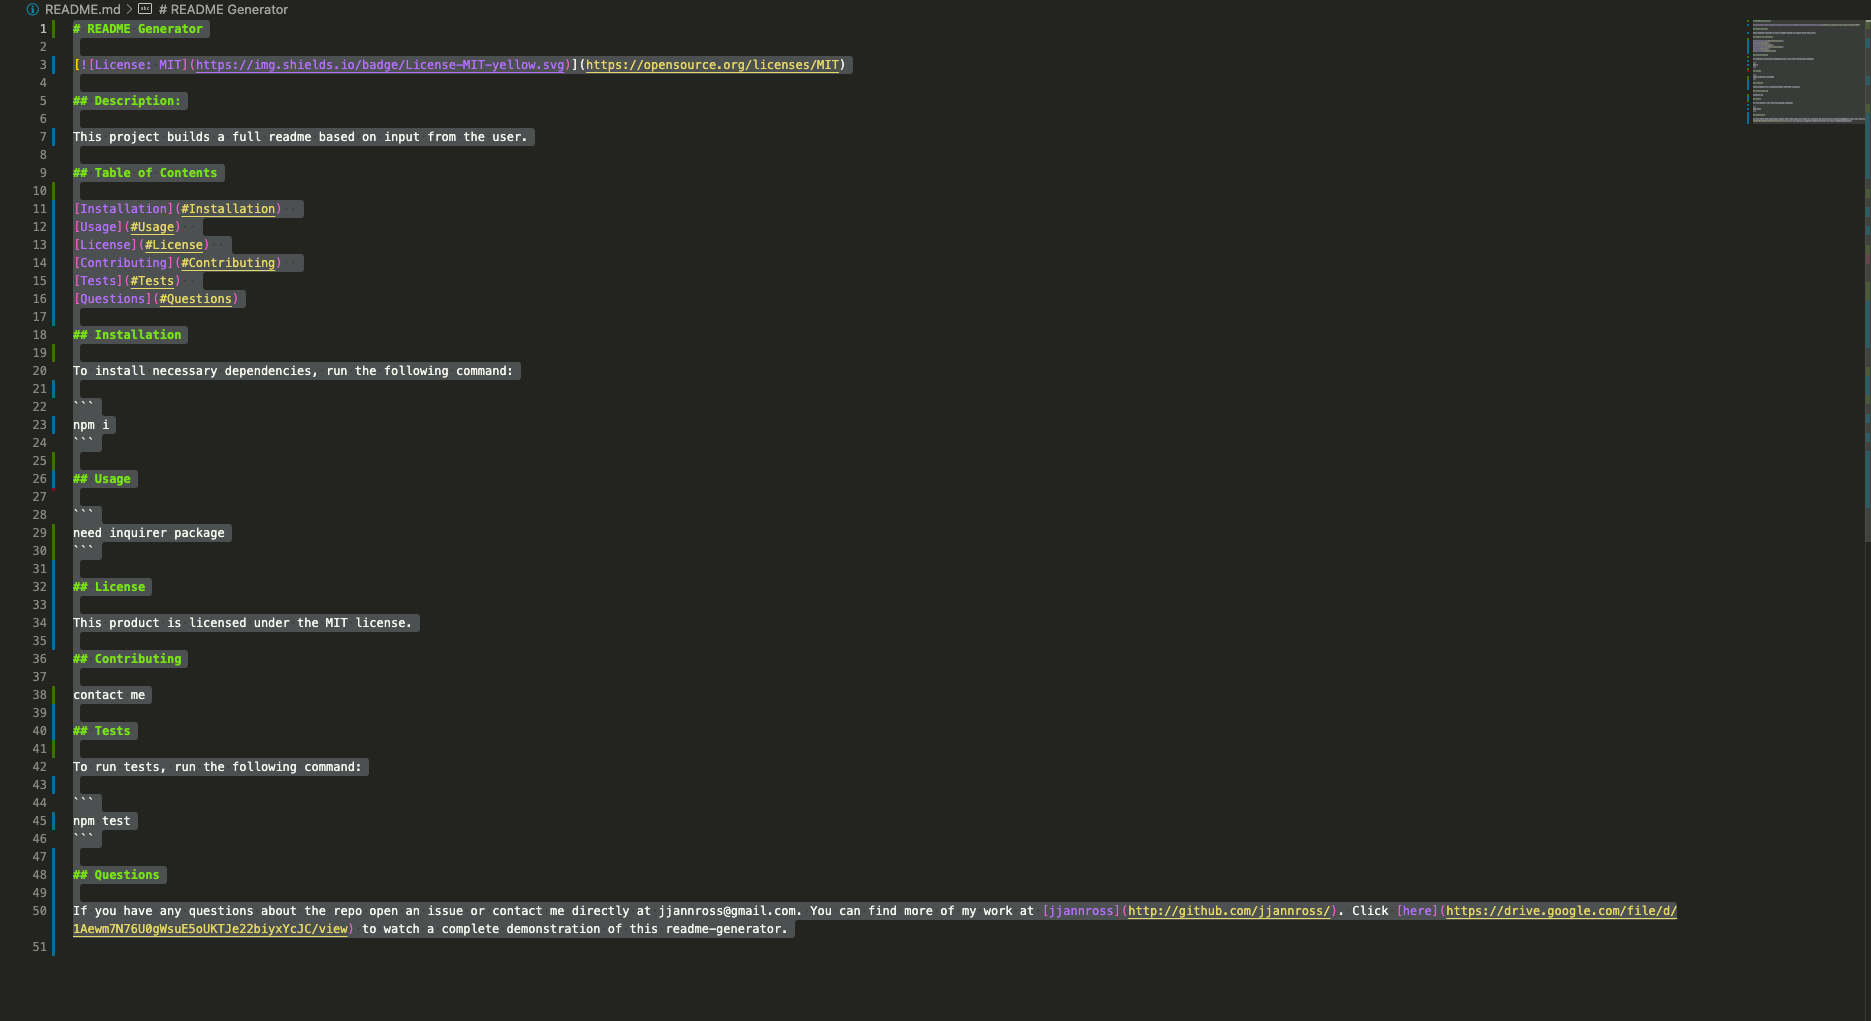 README.md > # README Generator
1 # README Generator
2
3 [![License: MIT](https://img.shields.io/badge/License-MIT-yellow.svg)](https://opensource.org/licenses/MIT)
4
5 ## Description:
6
7 This project builds a full readme based on input from the user.
8
9 ## Table of Contents
10
11 [Installation](#Installation)
12 [Usage](#Usage)
13 [License](#License)
14 [Contributing](#Contributing)
15 [Tests](#Tests)
16 [Questions](#Questions)
17
18 ## Installation
19
20 To install necessary dependencies, run the following command:
21
22 ```
23 npm i
24 ```
25
26 ## Usage
27
28 ```
29 need inquirer package
30 ```
31
32 ## License
33
34 This product is licensed under the MIT license.
35
36 ## Contributing
37
38 contact me
39
40 ## Tests
41
42 To run tests, run the following command:
43
44 ```
45 npm test
46 ```
47
48 ## Questions
49
50 If you have any questions about the repo open an issue or contact me directly at jjannross@gmail.com. You can find more of my work at [jjannross](http://github.com/jjannross/). Click [here](https://drive.google.com/file/d/
1Aewm7N76U0gWsuE5oUKTJe22biyxYcJC/view) to watch a complete demonstration of this readme-generator.
51